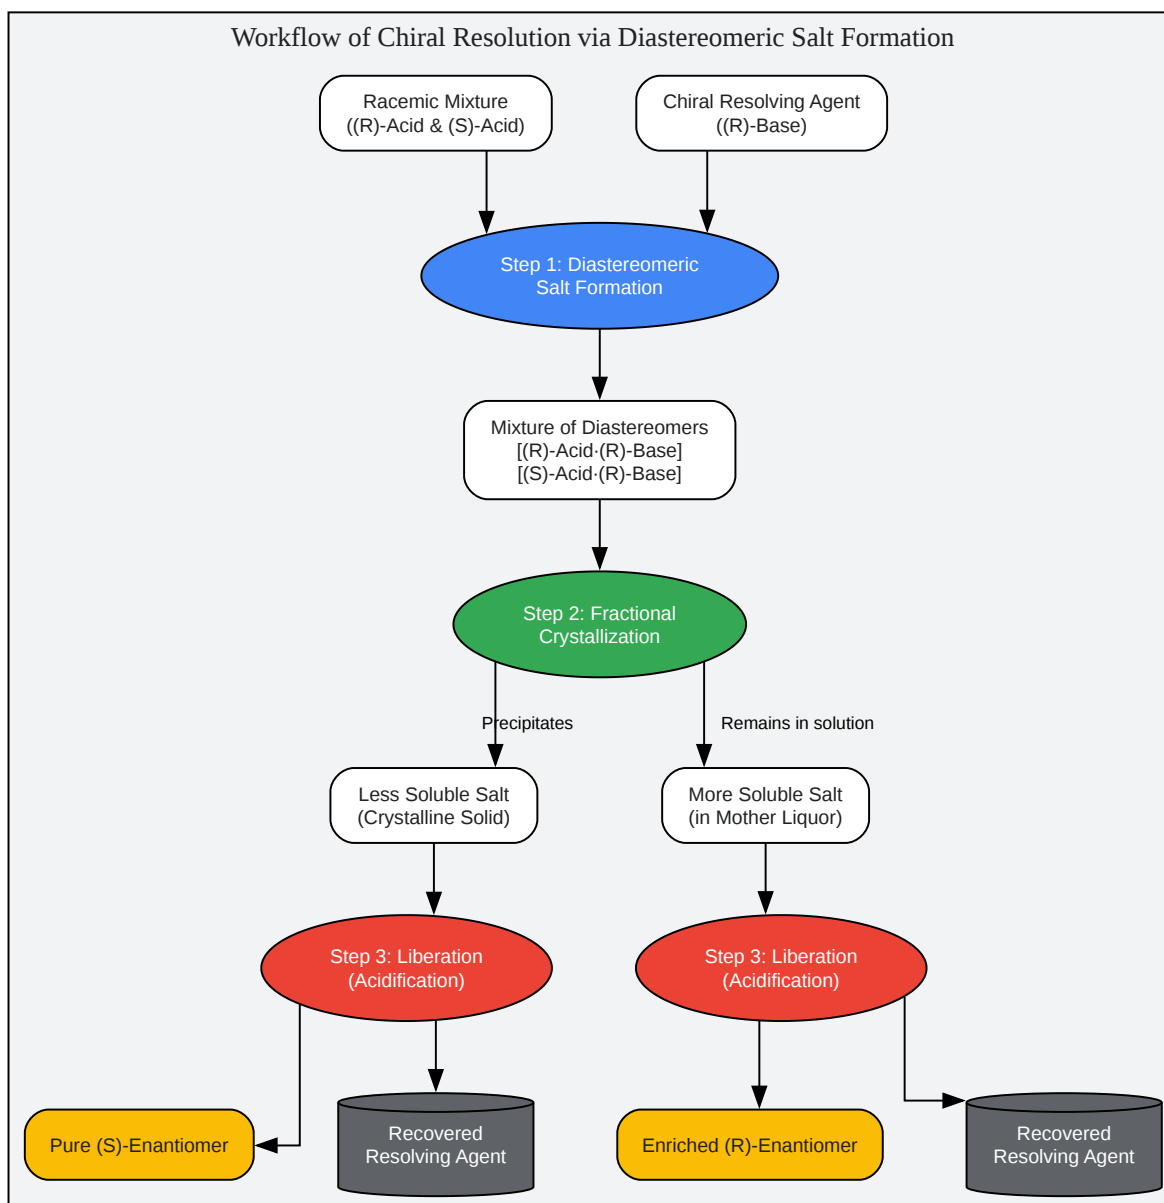 Workflow of Chiral Resolution via Diastereomeric Salt Formation
Racemic Mixture
((R)-Acid & (S)-Acid)
Chiral Resolving Agent
((R)-Base)
Step 1: Diastereomeric
Salt Formation
Mixture of Diastereomers
[(R)-Acid·(R)-Base]
[(S)-Acid·(R)-Base]
Step 2: Fractional
Crystallization
Precipitates
Remains in solution
Less Soluble Salt
(Crystalline Solid)
More Soluble Salt
(in Mother Liquor)
Step 3: Liberation
(Acidification)
Step 3: Liberation
(Acidification)
Pure (S)-Enantiomer
Recovered
Resolving Agent
Enriched (R)-Enantiomer
Recovered
Resolving Agent